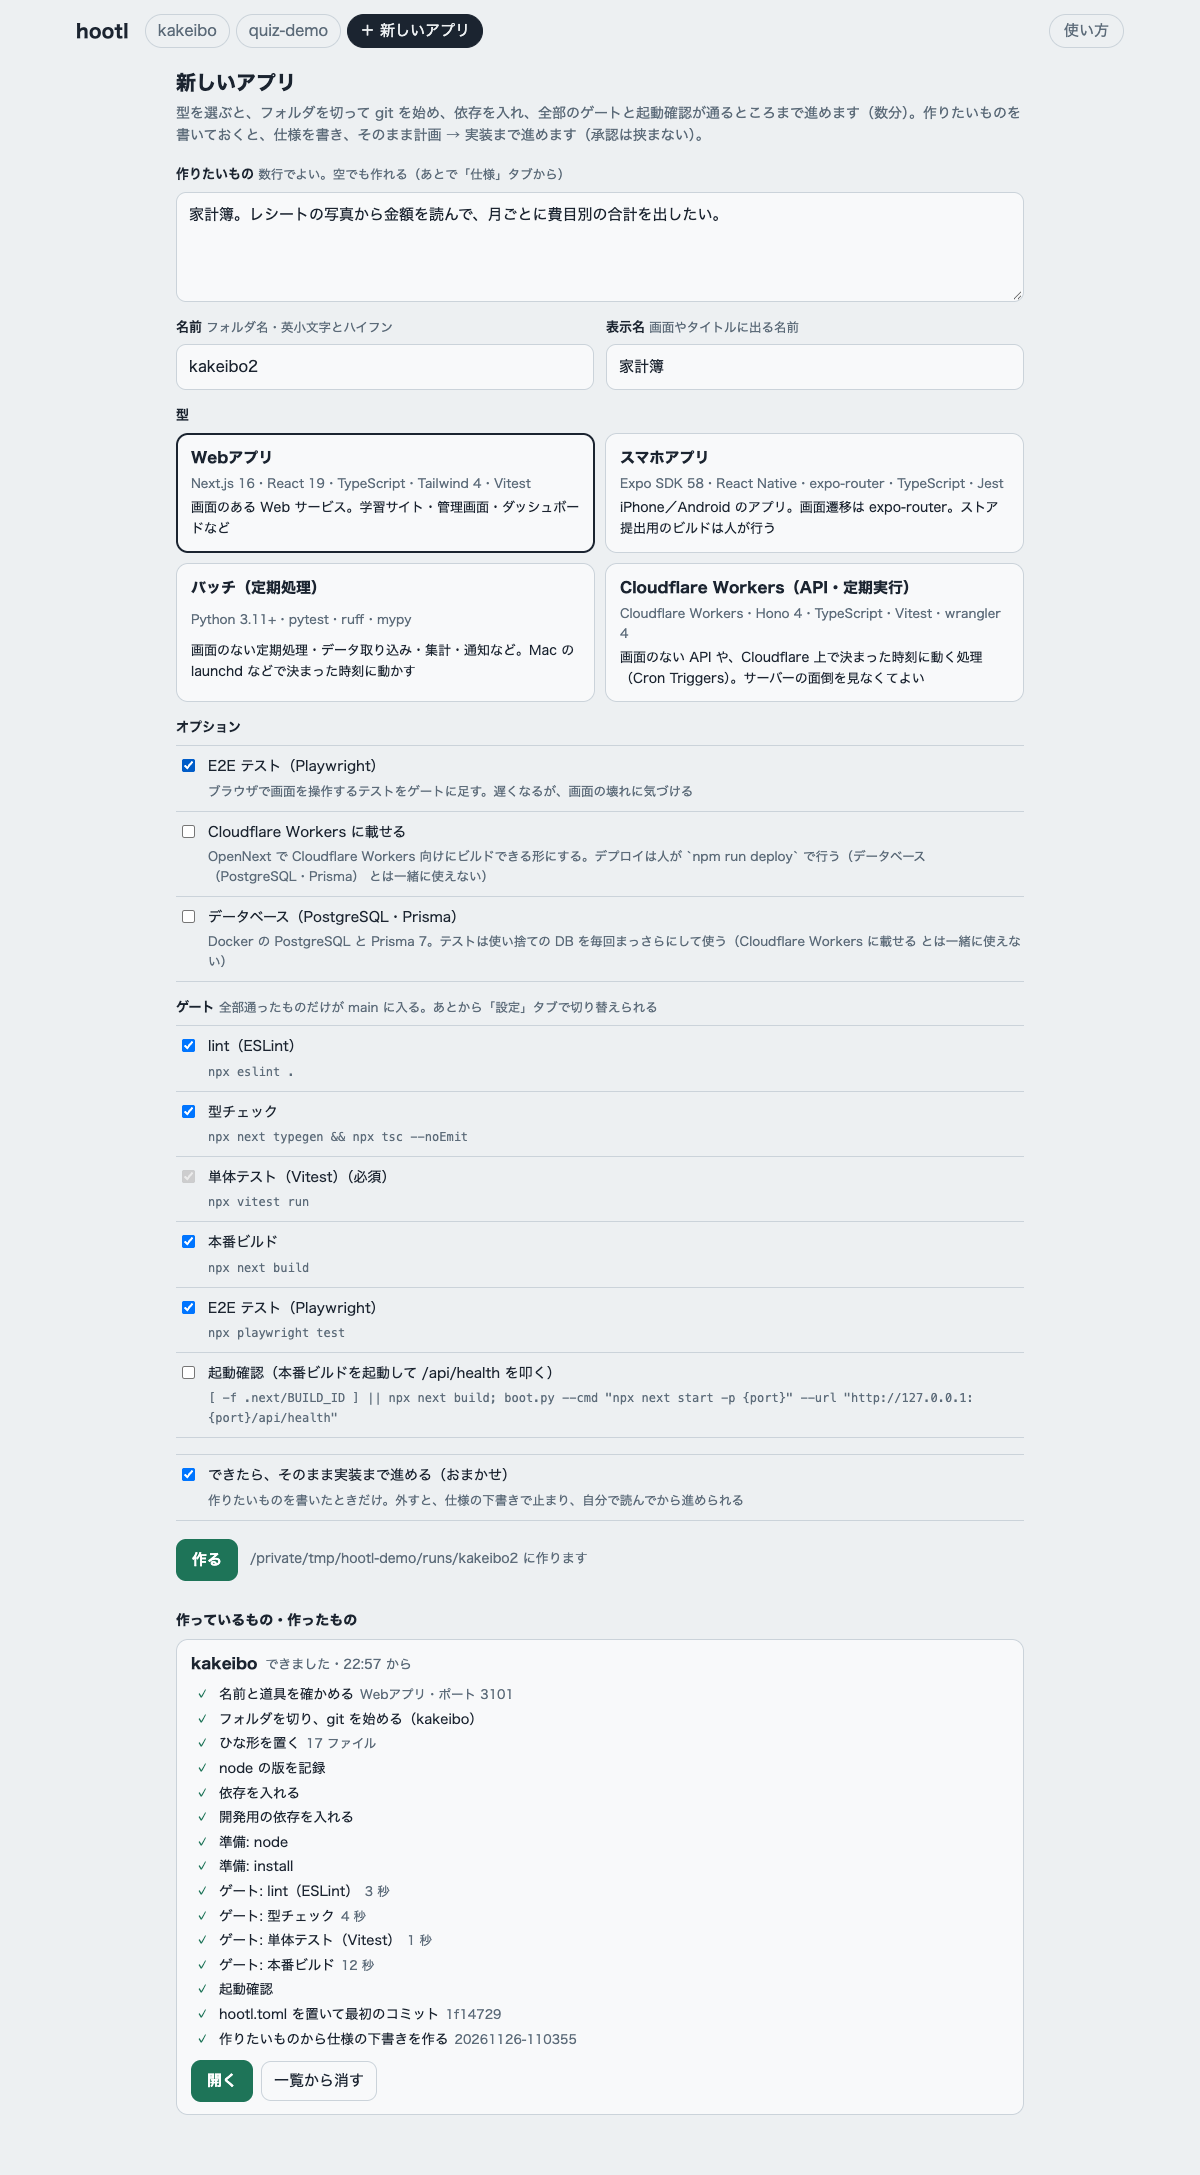 hootl kakeibo quiz-demo ＋ 新しいアプリ 使い方
新しいアプリ
型を選ぶと、フォルダを切って git を始め、依存を入れ、全部のゲートと起動確認が通るところまで進めます（数分）。作りたいものを
書いておくと、仕様を書き、そのまま計画 → 実装まで進めます（承認は挟まない）。
作りたいもの 数行でよい。空でも作れる（あとで「仕様」タブから）
家計簿。レシートの写真から金額を読んで、月ごとに費目別の合計を出したい。
名前 フォルダ名・英小文字とハイフン
kakeibo2
表示名 画面やタイトルに出る名前
家計簿
型
Webアプリ
Next.js 16・React 19・TypeScript・Tailwind 4・Vitest
画面のある Web サービス。学習サイト・管理画面・ダッシュボー
ドなど
スマホアプリ
Expo SDK 58・React Native・expo-router・TypeScript・Jest
iPhone／Android のアプリ。画面遷移は expo-router。ストア
提出用のビルドは人が行う
バッチ（定期処理）
Python 3.11+・pytest・ruff・mypy
画面のない定期処理・データ取り込み・集計・通知など。Mac の
launchd などで決まった時刻に動かす
Cloudflare Workers（API・定期実行）
Cloudflare Workers・Hono 4・TypeScript・Vitest・wrangler
4
画面のない API や、Cloudflare 上で決まった時刻に動く処理
（Cron Triggers）。サーバーの面倒を見なくてよい
オプション
E2E テスト（Playwright）
ブラウザで画面を操作するテストをゲートに足す。遅くなるが、画面の壊れに気づける
Cloudflare Workers に載せる
OpenNext で Cloudflare Workers 向けにビルドできる形にする。デプロイは人が `npm run deploy` で行う（データベース
（PostgreSQL・Prisma） とは一緒に使えない）
データベース（PostgreSQL・Prisma）
Docker の PostgreSQL と Prisma 7。テストは使い捨ての DB を毎回まっさらにして使う（Cloudflare Workers に載せる とは一緒に使えな
い）
ゲート 全部通ったものだけが main に入る。あとから「設定」タブで切り替えられる
lint（ESLint）
npx eslint .
型チェック
npx next typegen && npx tsc --noEmit
単体テスト（Vitest）（必須）
npx vitest run
本番ビルド
npx next build
E2E テスト（Playwright）
npx playwright test
起動確認（本番ビルドを起動して /api/health を叩く）
[ -f .next/BUILD_ID ] || npx next build; boot.py --cmd "npx next start -p {port}" --url "http://127.0.0.1:
{port}/api/health"
できたら、そのまま実装まで進める（おまかせ）
作りたいものを書いたときだけ。外すと、仕様の下書きで止まり、自分で読んでから進められる
作る /private/tmp/hootl-demo/runs/kakeibo2 に作ります
作っているもの・作ったもの
kakeibo できました・22:57 から
✓ 名前と道具を確かめる Webアプリ・ポート 3101
✓ フォルダを切り、git を始める（kakeibo）
✓ ひな形を置く 17 ファイル
✓ node の版を記録
✓ 依存を入れる
✓ 開発用の依存を入れる
✓ 準備: node
✓ 準備: install
✓ ゲート: lint（ESLint） 3 秒
✓ ゲート: 型チェック 4 秒
✓ ゲート: 単体テスト（Vitest） 1 秒
✓ ゲート: 本番ビルド 12 秒
✓ 起動確認
✓ hootl.toml を置いて最初のコミット 1f14729
✓ 作りたいものから仕様の下書きを作る 20261126-110355
開く 一覧から消す